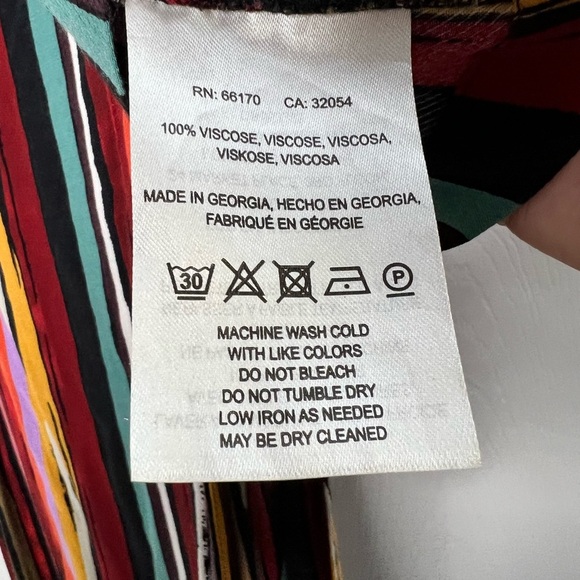 RN: 66170 CA: 32054
100% VISCOSE, VISCOSE, VISCOSA,
VISKOSE, VISCOSA
MADE IN GEORGIA, HECHO EN GEORGIA,
FABRIQUÉ EN GÉORGIE
30 P
MACHINE WASH COLD
WITH LIKE COLORS
DO NOT BLEACH
DO NOT TUMBLE DRY
LOW IRON AS NEEDED
MAY BE DRY CLEANED